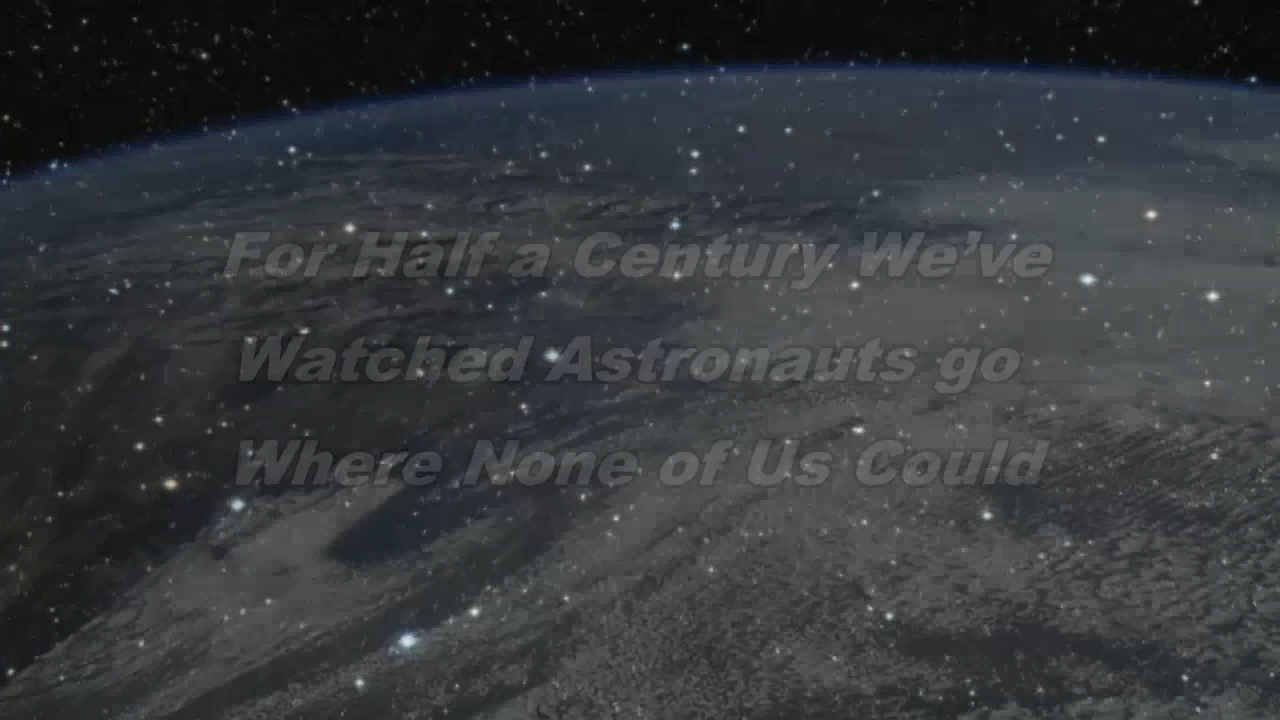 For Half a Century We’ve
Watched Astronauts go
Where None of Us Could